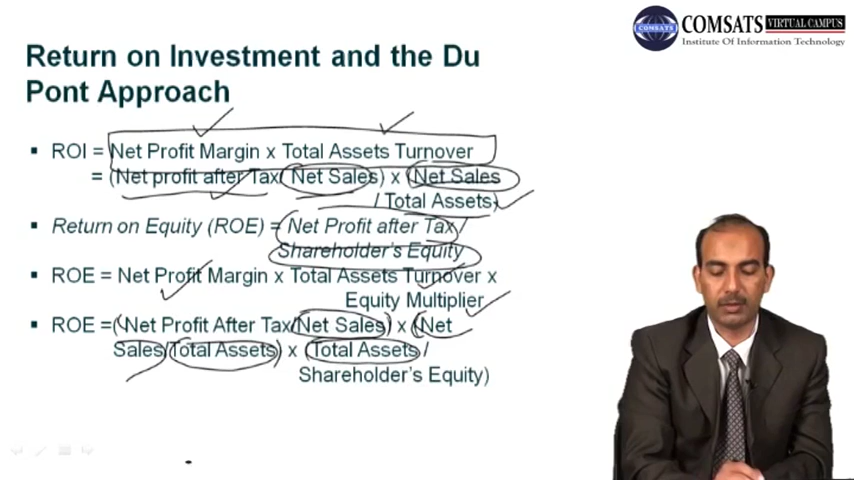 COMSATS VIRTUAL CAMPUS
COMSATS
Institute Of Information Technology
Return on Investment and the Du
Pont Approach
▪ ROI = Net Profit Margin x Total Assets Turnover
= (Net profit after Tax/ Net Sales) x (Net Sales
/ Total Assets)
▪ Return on Equity (ROE) = Net Profit after Tax/
Shareholder's Equity
▪ ROE = Net Profit Margin x Total Assets Turnover x
Equity Multiplier
▪ ROE =( Net Profit After Tax/Net Sales) x (Net
Sales/Total Assets) x (Total Assets /
Shareholder's Equity)